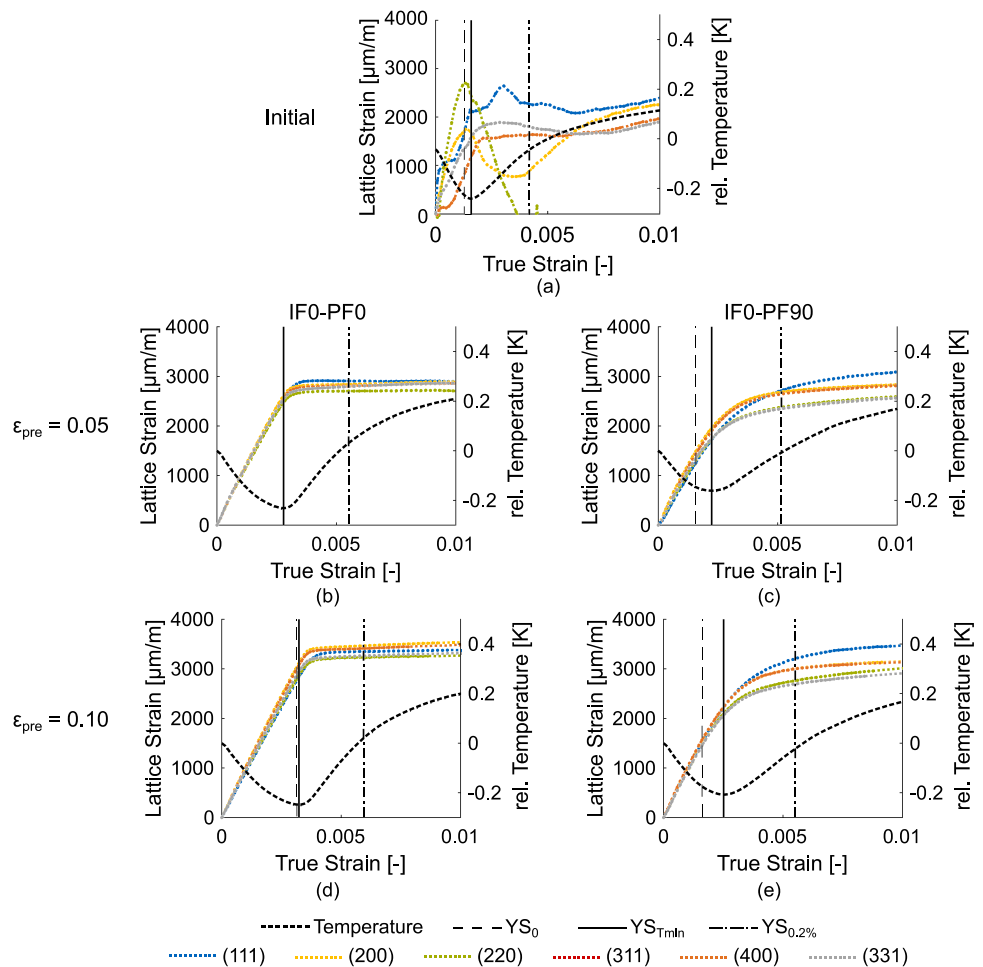 Initial
Lattice Strain [μm/m]
4000
3000
2000
1000
0
0.4
0.2
0
-0.2
rel. Temperature [K]
0 0.005 0.01
True Strain [-]
(a)
IF0-PF0
IF0-PF90
εpre = 0.05
Lattice Strain [μm/m]
4000
3000
2000
1000
0
0.4
0.2
0
-0.2
rel. Temperature [K]
0 0.005 0.01
True Strain [-]
(b)
Lattice Strain [μm/m]
4000
3000
2000
1000
0
0.4
0.2
0
-0.2
rel. Temperature [K]
0 0.005 0.01
True Strain [-]
(c)
εpre = 0.10
Lattice Strain [μm/m]
4000
3000
2000
1000
0
0.4
0.2
0
-0.2
rel. Temperature [K]
0 0.005 0.01
True Strain [-]
(d)
Lattice Strain [μm/m]
4000
3000
2000
1000
0
0.4
0.2
0
-0.2
rel. Temperature [K]
0 0.005 0.01
True Strain [-]
(e)
Temperature YS0 YSTmin YS0.2%
(111) (200) (220) (311) (400) (331)